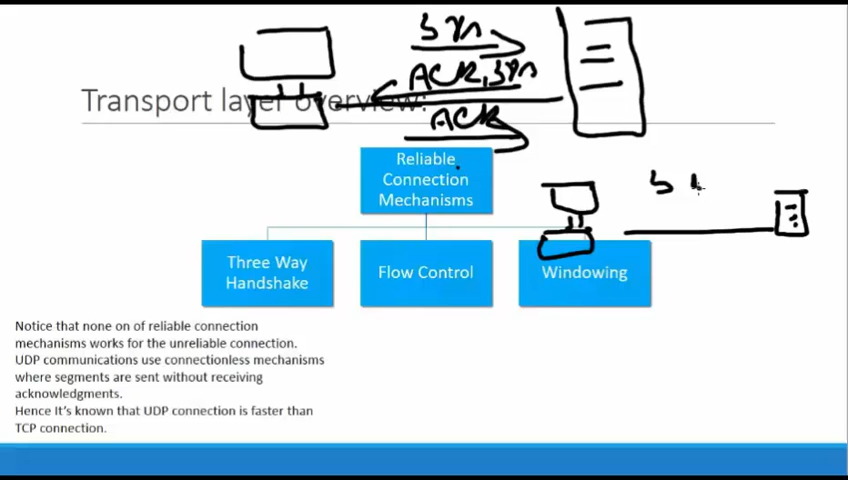 Syn
ACK, Syn
Transport layer overview:
ACK
Reliable
Connection
Mechanisms
Three Way
Handshake
Flow Control
Windowing
Notice that none on of reliable connection
mechanisms works for the unreliable connection.
UDP communications use connectionless mechanisms
where segments are sent without receiving
acknowledgments.
Hence It's known that UDP connection is faster than
TCP connection.